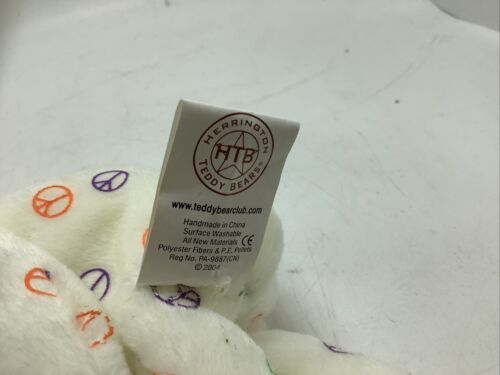 HERRINGTON
HTB
TEDDY BEARS®
www.teddybearclub.com
Handmade in China
Surface Washable
All New Materials CE
Polyester Fibers & P.E. Pellets
Reg No. PA-9887(CN)
© 2004